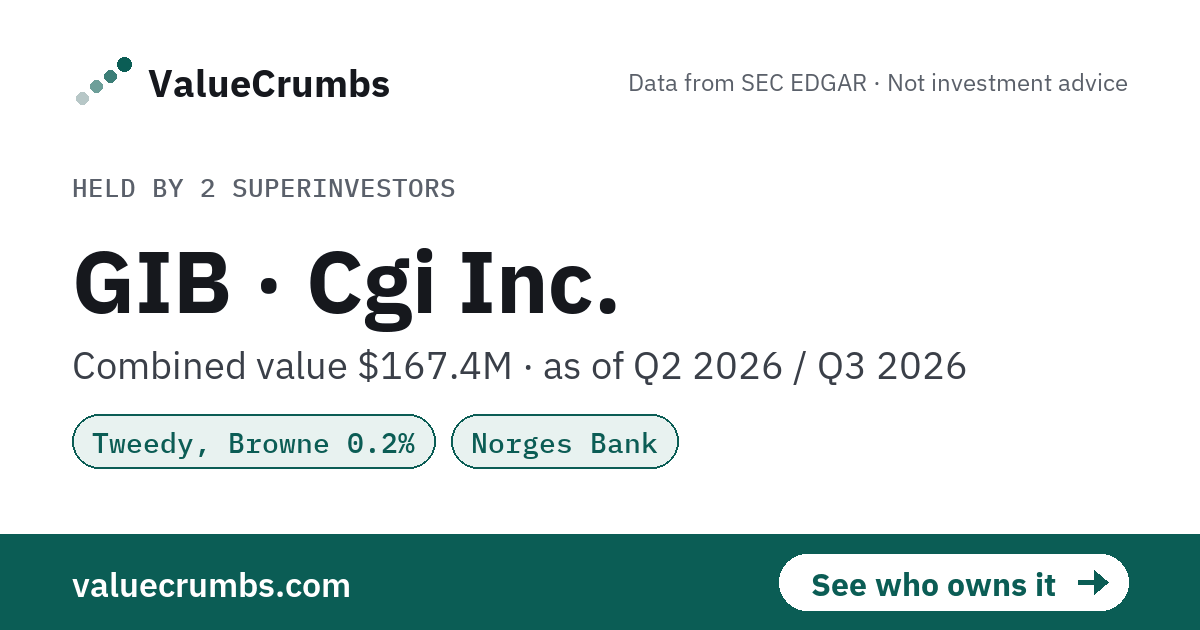 ValueCrumbs
Data from SEC EDGAR · Not investment advice
HELD BY 2 SUPERINVESTORS
GIB · Cgi Inc.
Combined value $167.4M · as of Q2 2026 / Q3 2026
Tweedy, Browne 0.2%
Norges Bank
valuecrumbs.com
See who owns it